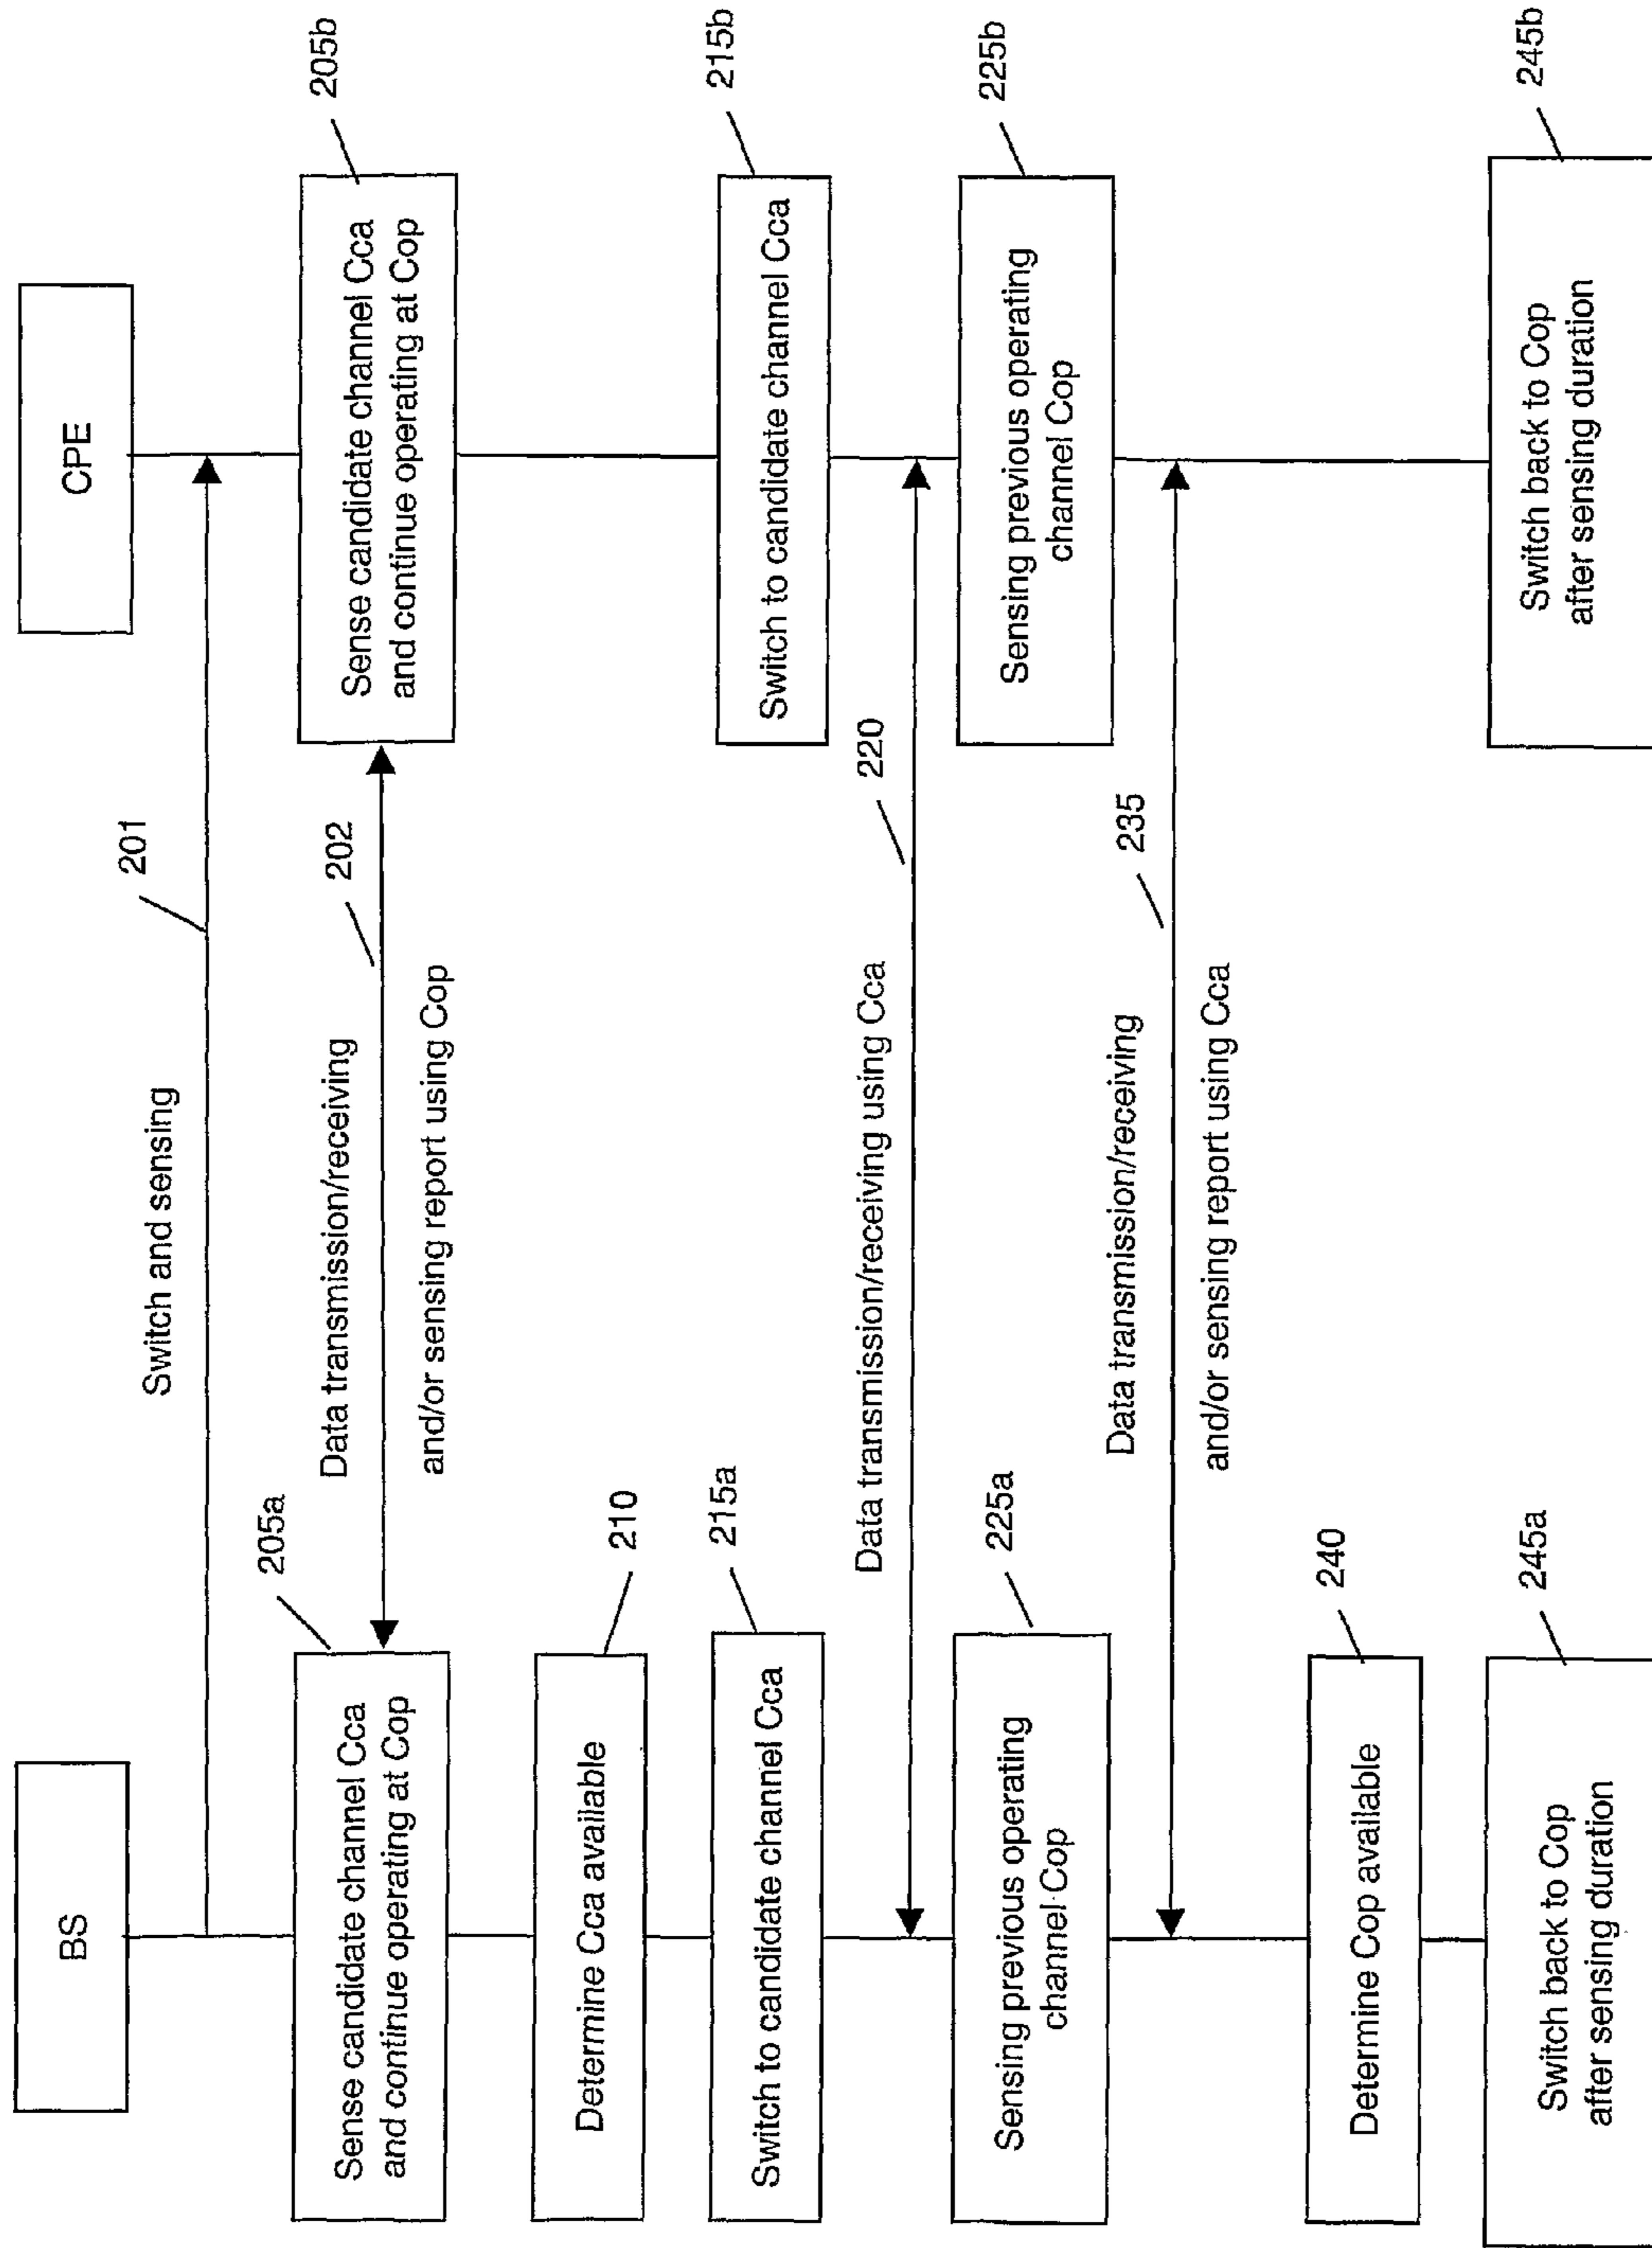 BS
CPE
Switch and sensing
201
205a
Sense candidate channel Cca
and continue operating at Cop
Data transmission/receiving
202
and/or sensing report using Cop
205b
Sense candidate channel Cca
and continue operating at Cop
210
Determine Cca available
215a
Switch to candidate channel Cca
215b
Switch to candidate channel Cca
Data transmission/receiving using Cca
220
225a
Sensing previous operating
channel Cop
225b
Sensing previous operating
channel Cop
Data transmission/receiving
235
and/or sensing report using Cca
240
Determine Cop available
245a
Switch back to Cop
after sensing duration
245b
Switch back to Cop
after sensing duration